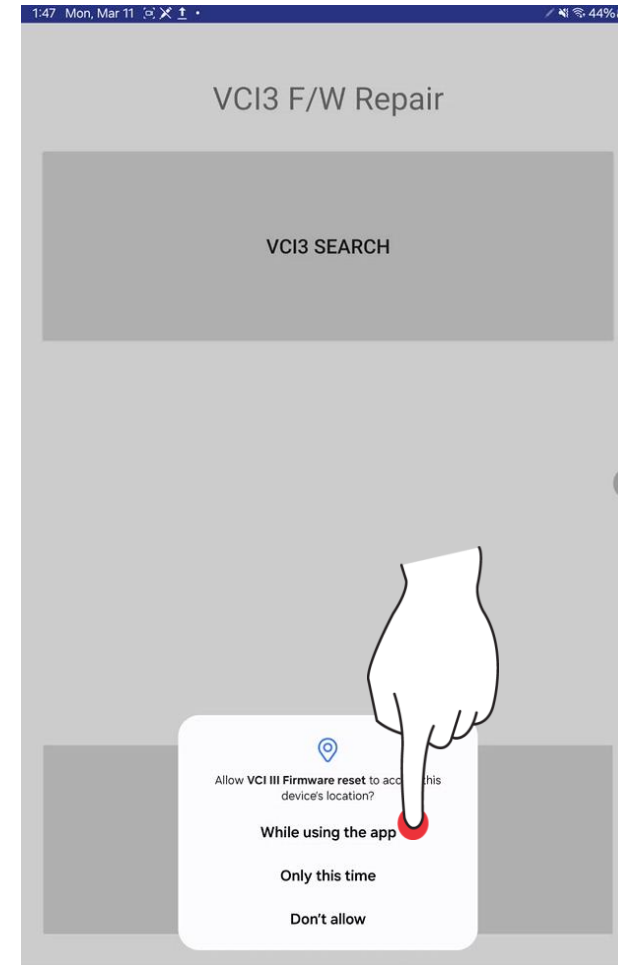 1:47 Mon, Mar 11
44%
VCI3 F/W Repair
VCI3 SEARCH
Allow VCI III Firmware reset to this
device's location?
While using the app
Only this time
Don't allow